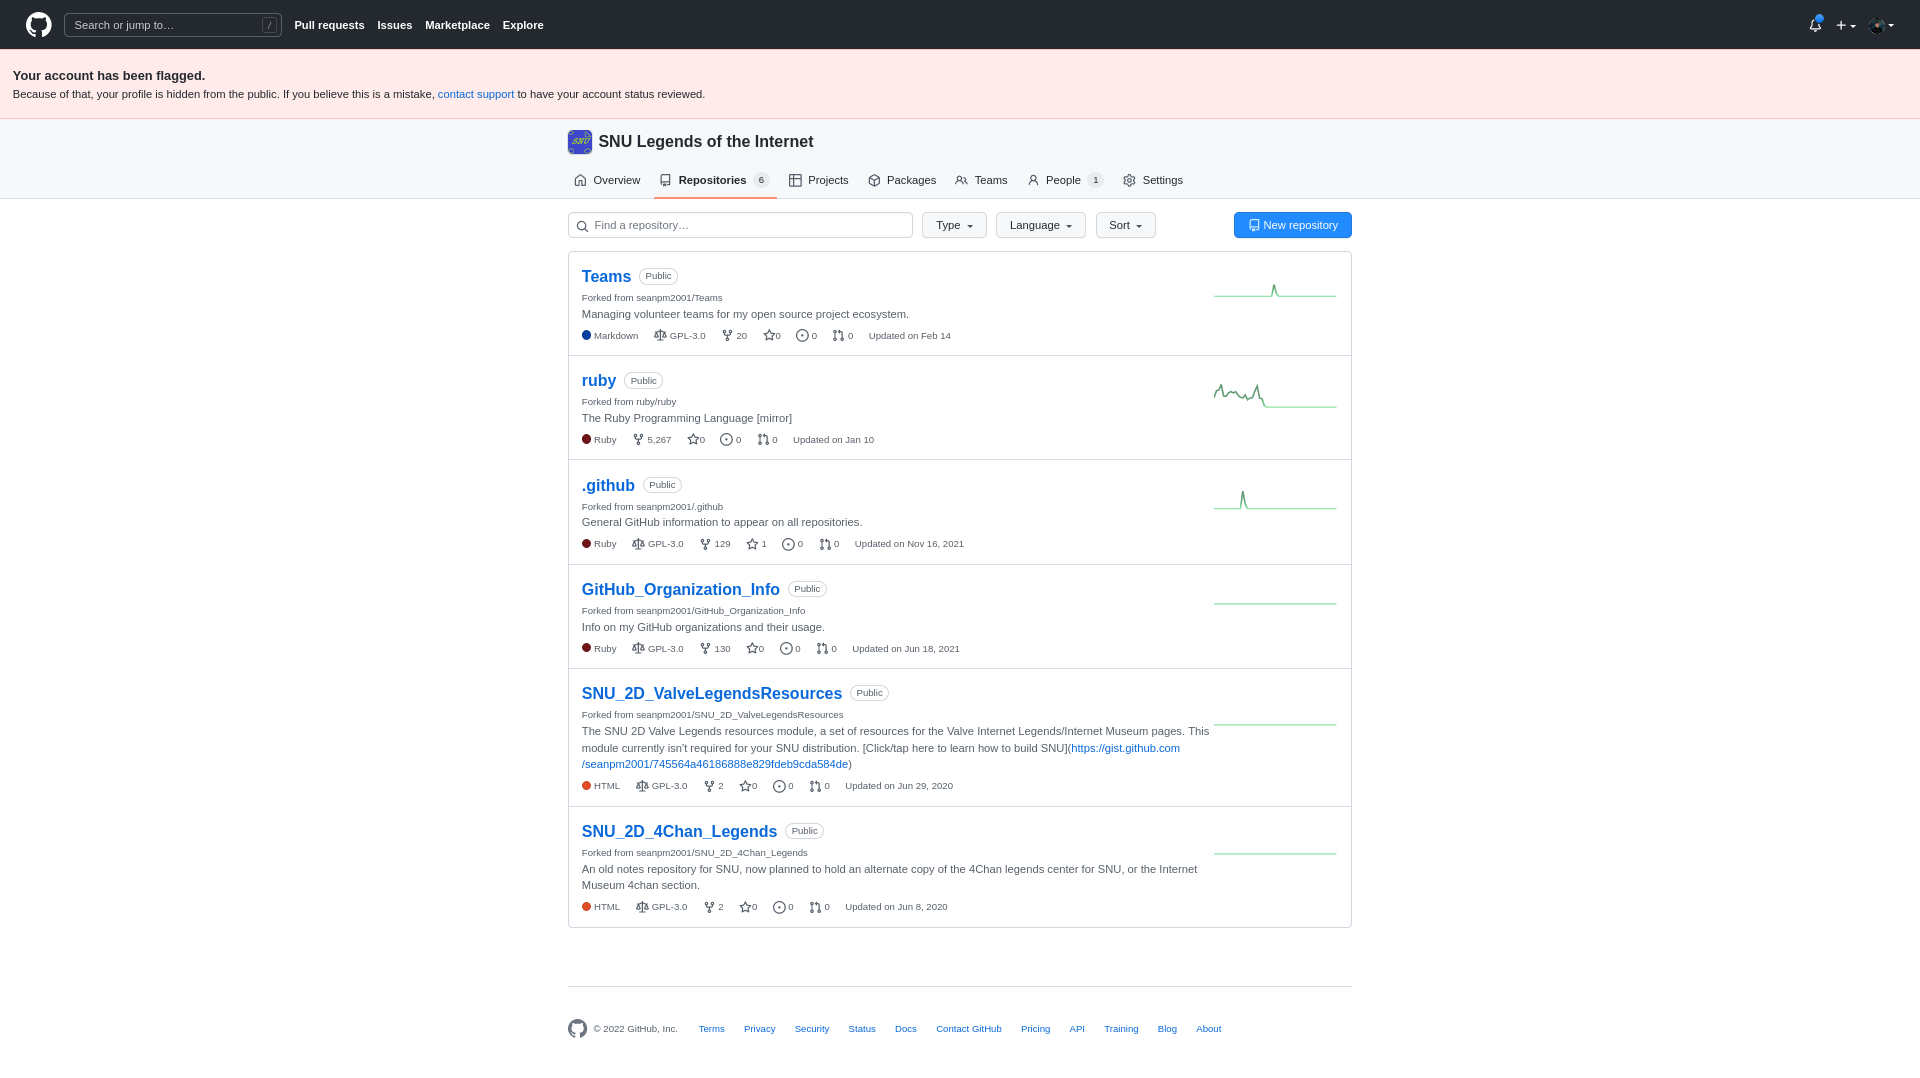 Search or jump to…
/
Pull requests Issues Marketplace Explore
Your account has been flagged.
Because of that, your profile is hidden from the public. If you believe this is a mistake, contact support to have your account status reviewed.
SNU SNU Legends of the Internet
Overview Repositories 6 Projects Packages Teams People 1 Settings
Find a repository… Type Language Sort New repository
Teams Public
Forked from seanpm2001/Teams
Managing volunteer teams for my open source project ecosystem.
Markdown GPL-3.0 20 0 0 0 Updated on Feb 14
ruby Public
Forked from ruby/ruby
The Ruby Programming Language [mirror]
Ruby 5,267 0 0 0 Updated on Jan 10
.github Public
Forked from seanpm2001/.github
General GitHub information to appear on all repositories.
Ruby GPL-3.0 129 1 0 0 Updated on Nov 16, 2021
GitHub_Organization_Info Public
Forked from seanpm2001/GitHub_Organization_Info
Info on my GitHub organizations and their usage.
Ruby GPL-3.0 130 0 0 0 Updated on Jun 18, 2021
SNU_2D_ValveLegendsResources Public
Forked from seanpm2001/SNU_2D_ValveLegendsResources
The SNU 2D Valve Legends resources module, a set of resources for the Valve Internet Legends/Internet Museum pages. This
module currently isn't required for your SNU distribution. [Click/tap here to learn how to build SNU](https://gist.github.com
/seanpm2001/745564a46186888e829fdeb9cda584de)
HTML GPL-3.0 2 0 0 0 Updated on Jun 29, 2020
SNU_2D_4Chan_Legends Public
Forked from seanpm2001/SNU_2D_4Chan_Legends
An old notes repository for SNU, now planned to hold an alternate copy of the 4Chan legends center for SNU, or the Internet
Museum 4chan section.
HTML GPL-3.0 2 0 0 0 Updated on Jun 8, 2020
© 2022 GitHub, Inc. Terms Privacy Security Status Docs Contact GitHub Pricing API Training Blog About